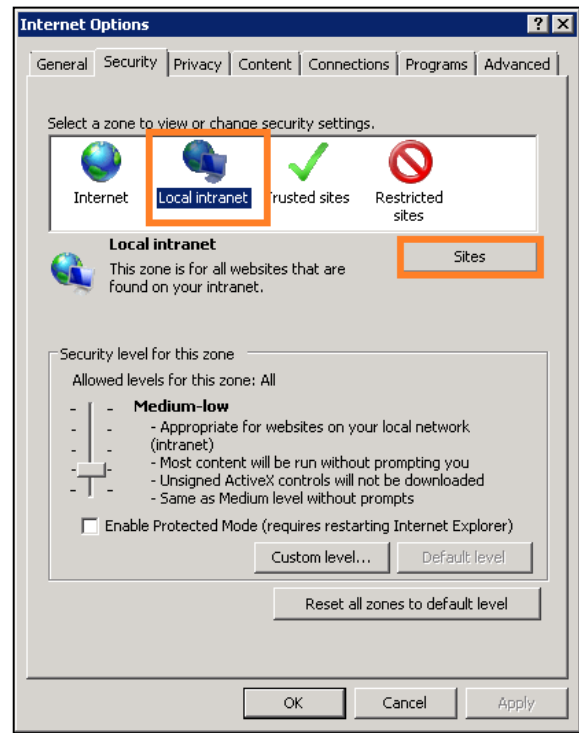 Internet Options
General Security Privacy Content Connections Programs Advanced
Select a zone to view or change security settings.
Internet Local intranet Trusted sites Restricted sites
Local intranet
This zone is for all websites that are
found on your intranet.
Sites
Security level for this zone
Allowed levels for this zone: All
Medium-low
- Appropriate for websites on your local network
(intranet)
- Most content will be run without prompting you
- Unsigned ActiveX controls will not be downloaded
- Same as Medium level without prompts
Enable Protected Mode (requires restarting Internet Explorer)
Custom level... Default level
Reset all zones to default level
OK Cancel Apply